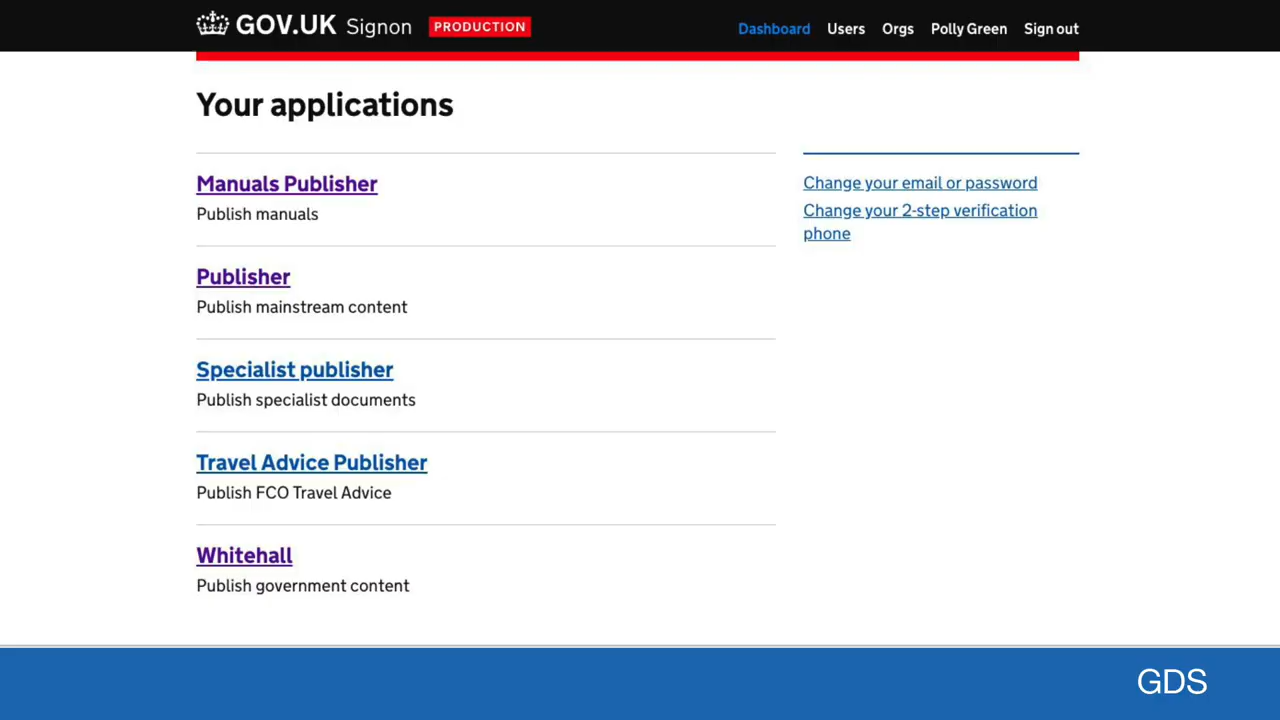 GOV.UK Signon PRODUCTION Dashboard Users Orgs Polly Green Sign out
Your applications
Manuals Publisher
Publish manuals
Publisher
Publish mainstream content
Specialist publisher
Publish specialist documents
Travel Advice Publisher
Publish FCO Travel Advice
Whitehall
Publish government content
Change your email or password
Change your 2-step verification
phone
GDS